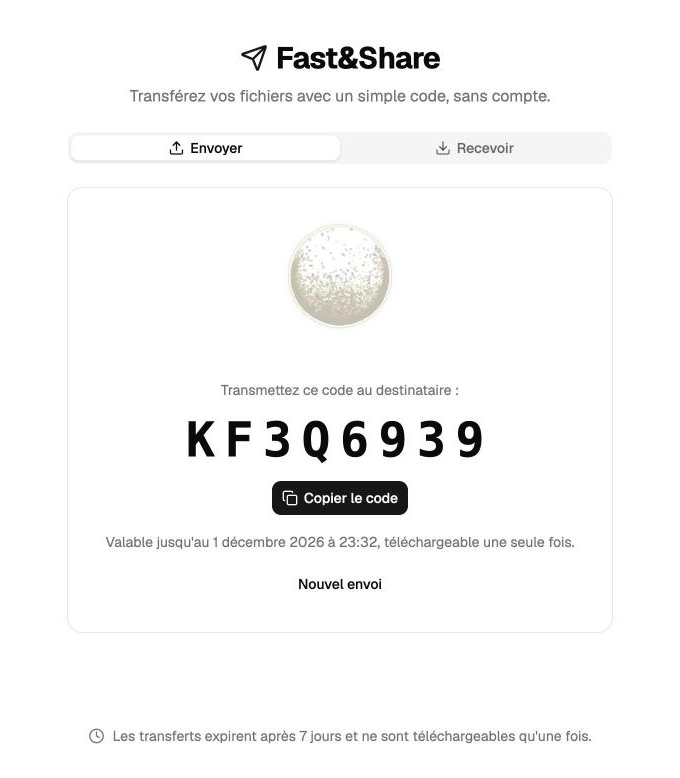 Fast&Share
Transférez vos fichiers avec un simple code, sans compte.
Envoyer
Recevoir
Transmettez ce code au destinataire :
KF3Q6939
Copier le code
Valable jusqu'au 1 décembre 2026 à 23:32, téléchargeable une seule fois.
Nouvel envoi
Les transferts expirent après 7 jours et ne sont téléchargeables qu'une fois.